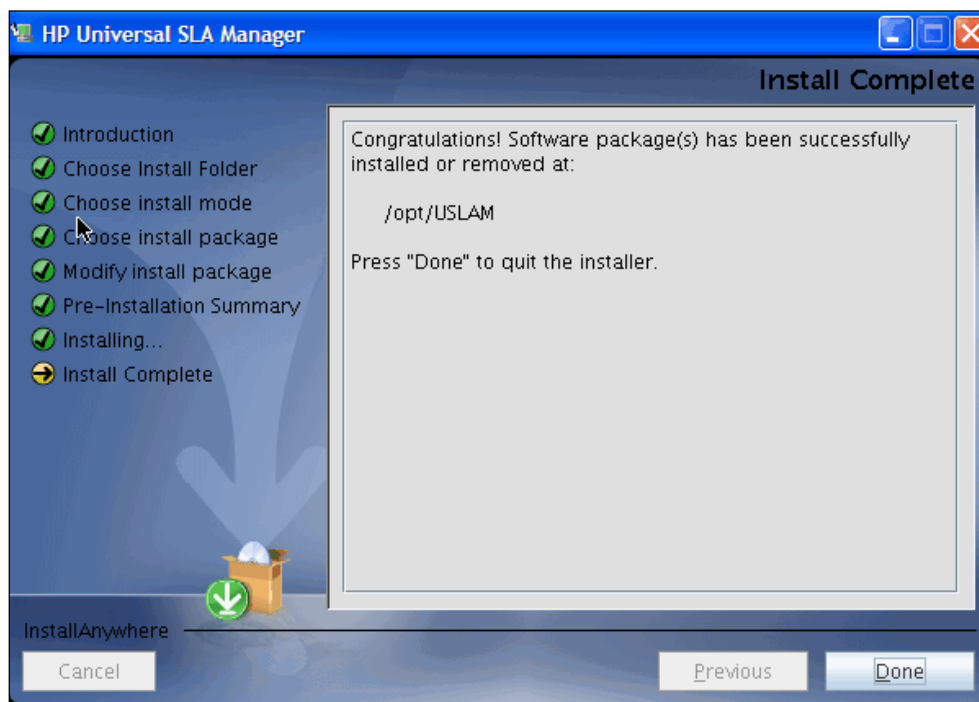 HP Universal SLA Manager
Install Complete
Introduction
Choose Install Folder
Choose install mode
Choose install package
Modify install package
Pre-Installation Summary
Installing...
Install Complete
Congratulations! Software package(s) has been successfully
installed or removed at:
/opt/USLAM
Press "Done" to quit the installer.
InstallAnywhere
Cancel
Previous
Done